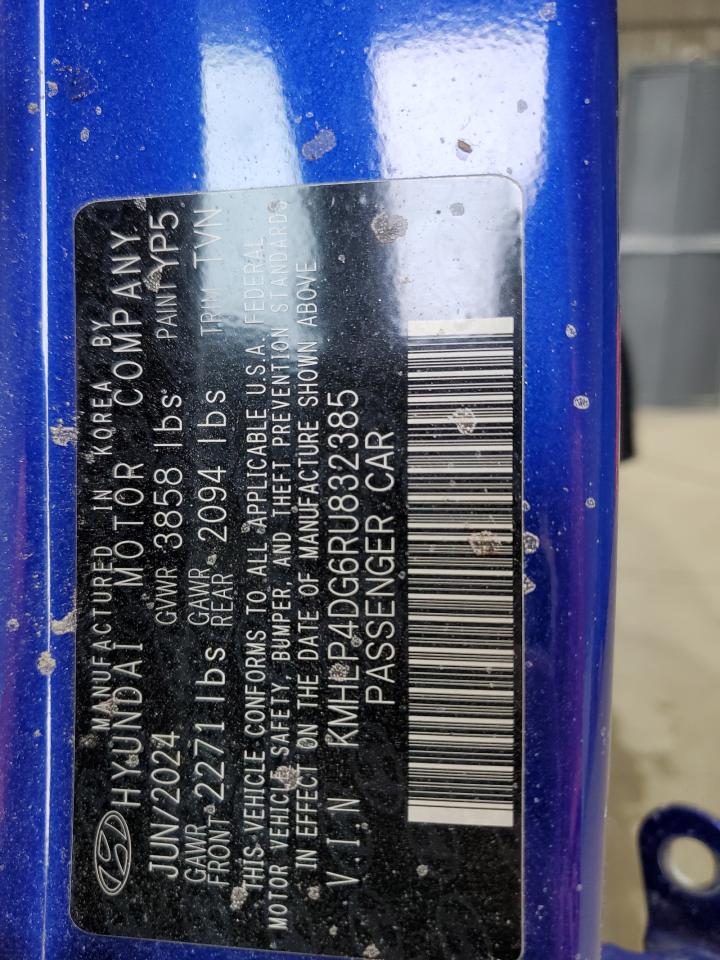 MANUFACTURED IN KOREA BY
HYUNDAI MOTOR COMPANY
JUN/2024 GVWR 3858 lbs PAINT YP5
GAWR FRONT 2271 lbs GAWR REAR 2094 lbs TRIM TVN
THIS VEHICLE CONFORMS TO ALL APPLICABLE U.S.A. FEDERAL
MOTOR VEHICLE SAFETY, BUMPER, AND THEFT PREVENTION STANDARDS
IN EFFECT ON THE DATE OF MANUFACTURE SHOWN ABOVE
V.I.N KMHLP4DG6RU832385
PASSENGER CAR